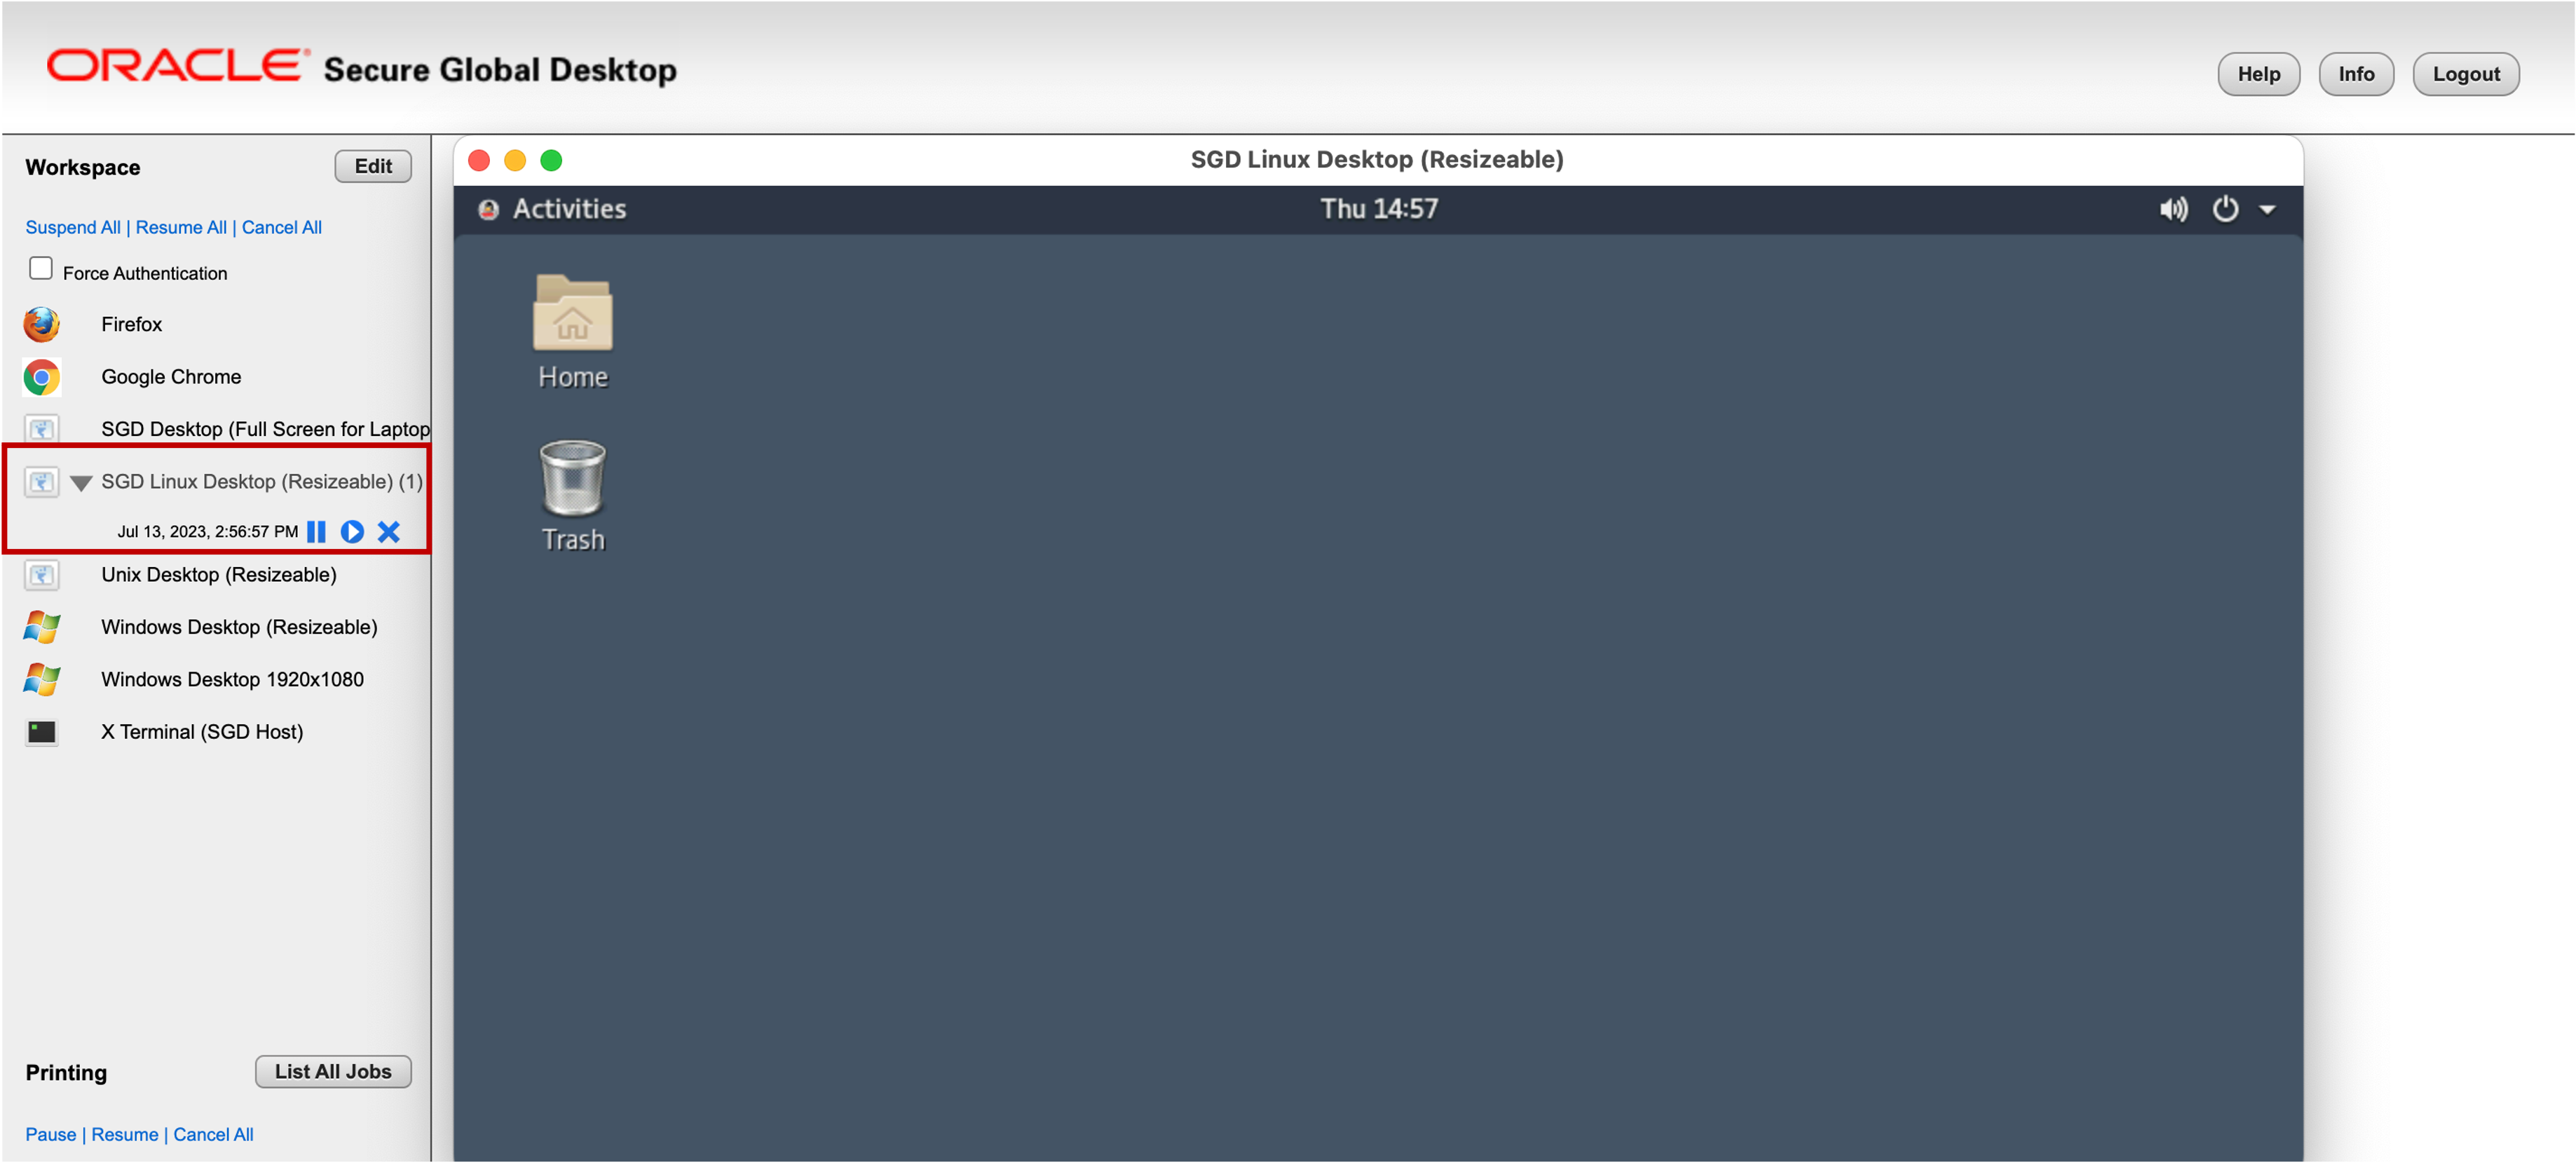 ORACLE Secure Global Desktop
Help
Info
Logout
Workspace
Edit
Suspend All | Resume All | Cancel All
Force Authentication
Firefox
Google Chrome
SGD Desktop (Full Screen for Laptop
SGD Linux Desktop (Resizeable) (1)
Jul 13, 2023, 2:56:57 PM
Unix Desktop (Resizeable)
Windows Desktop (Resizeable)
Windows Desktop 1920x1080
X Terminal (SGD Host)
Printing
List All Jobs
Pause | Resume | Cancel All
SGD Linux Desktop (Resizeable)
Activities
Thu 14:57
Home
Trash